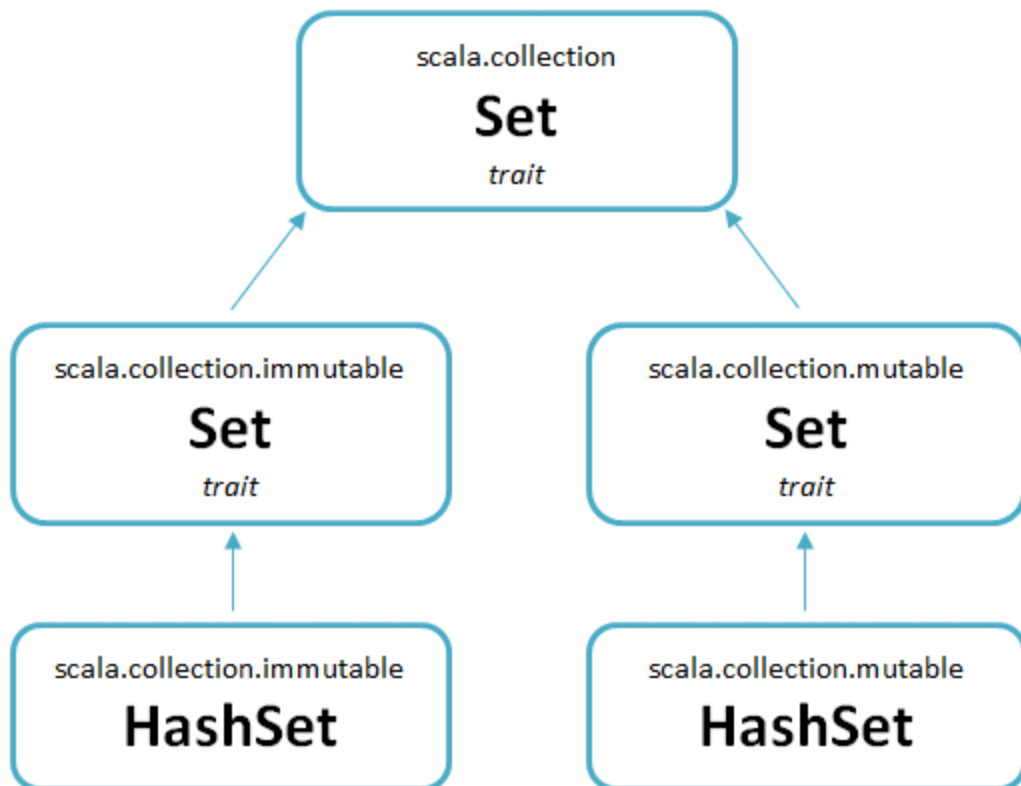 scala.collection
Set
trait
scala.collection.immutable
Set
trait
scala.collection.mutable
Set
trait
scala.collection.immutable
HashSet
scala.collection.mutable
HashSet